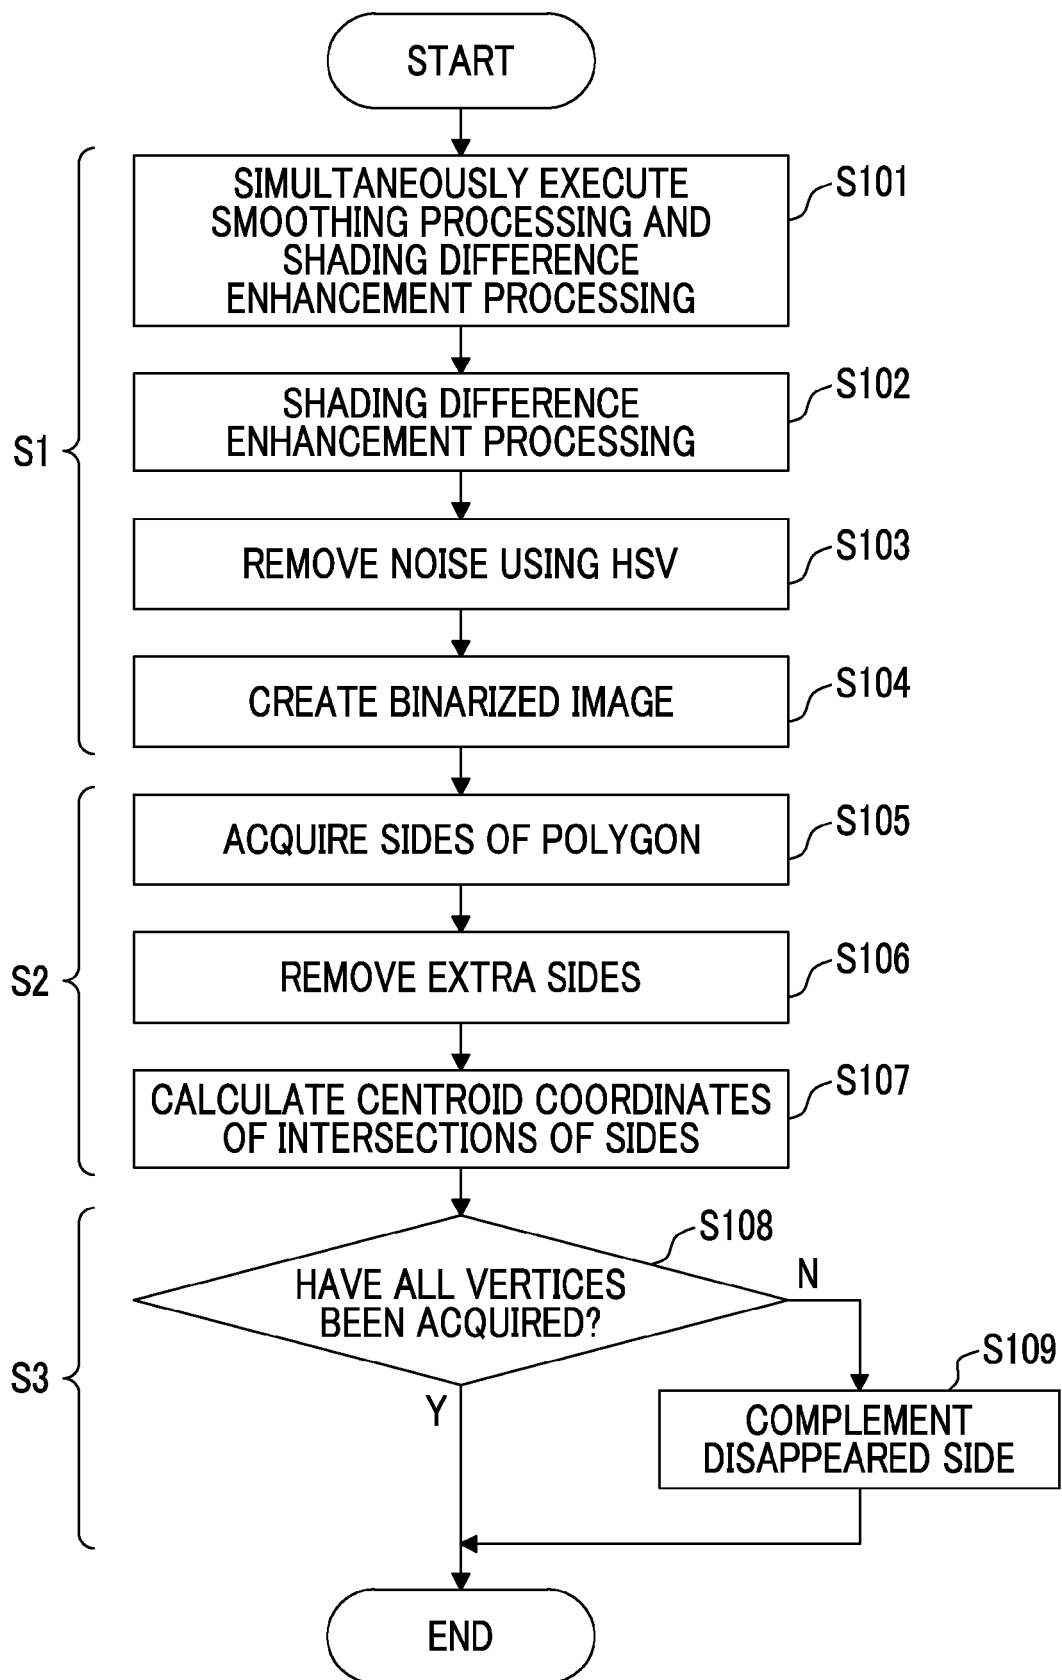 START
SIMULTANEOUSLY EXECUTE
SMOOTHING PROCESSING AND
SHADING DIFFERENCE
ENHANCEMENT PROCESSING
S101
SHADING DIFFERENCE
ENHANCEMENT PROCESSING
S102
S1
REMOVE NOISE USING HSV
S103
CREATE BINARIZED IMAGE
S104
ACQUIRE SIDES OF POLYGON
S105
REMOVE EXTRA SIDES
S106
S2
CALCULATE CENTROID COORDINATES
OF INTERSECTIONS OF SIDES
S107
HAVE ALL VERTICES
BEEN ACQUIRED?
S108
N
S3
Y
COMPLEMENT
DISAPPEARED SIDE
S109
END